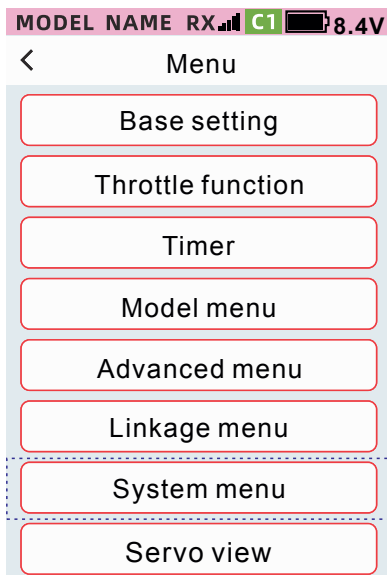 MODEL NAME RX C1 8.4V
Menu
Base setting
Throttle function
Timer
Model menu
Advanced menu
Linkage menu
System menu
Servo view